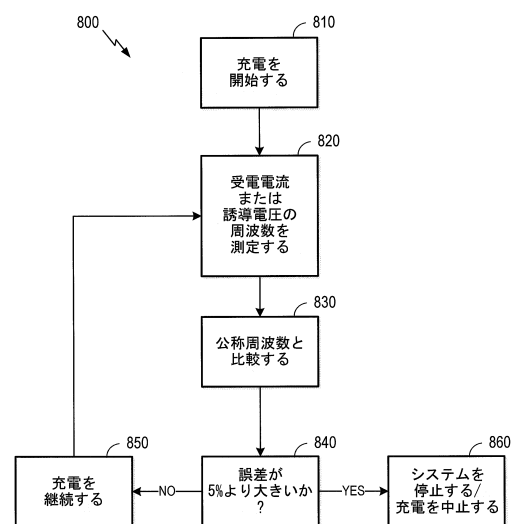 800
810
充電を
開始する
820
受電電流
または
誘導電圧の
周波数を
測定する
830
公称周波数と
比較する
850
充電を
継続する
NO
840
誤差が
5%より大きいか
?
YES
860
システムを
停止する/
充電を中止する